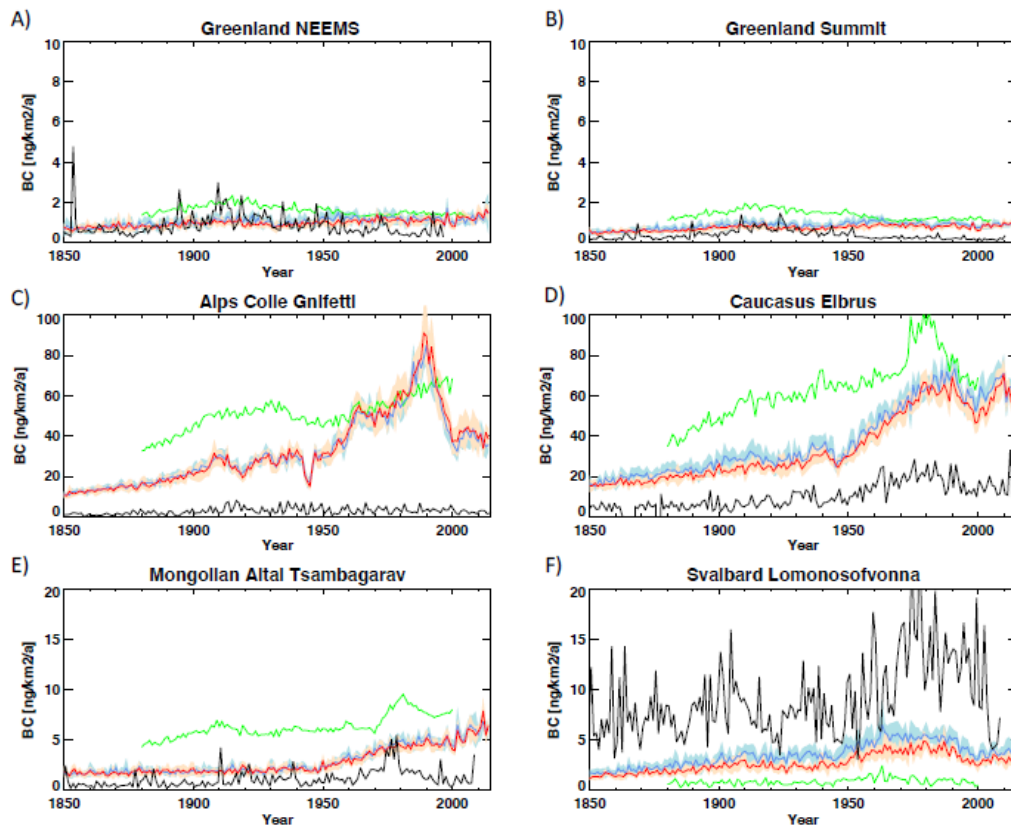 A)
Greenland NEEMS
BC [ng/km2/a]
10
8
6
4
2
0
1850 1900 1950 2000
Year
B)
Greenland Summit
BC [ng/km2/a]
10
8
6
4
2
0
1850 1900 1950 2000
Year
C)
Alps Colle Gnifetti
BC [ng/km2/a]
100
80
60
40
20
0
1850 1900 1950 2000
Year
D)
Caucasus Elbrus
BC [ng/km2/a]
100
80
60
40
20
0
1850 1900 1950 2000
Year
E)
Mongolian Altai Tsambagarav
BC [ng/km2/a]
20
15
10
5
0
1850 1900 1950 2000
Year
F)
Svalbard Lomonosofvonna
BC [ng/km2/a]
20
15
10
5
0
1850 1900 1950 2000
Year